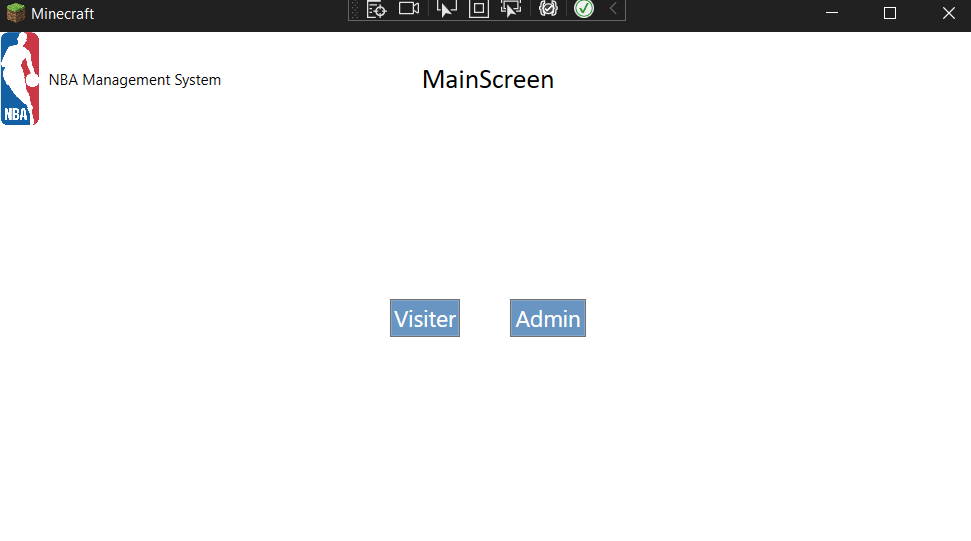 Minecraft
NBA
NBA Management System
MainScreen
Visiter
Admin